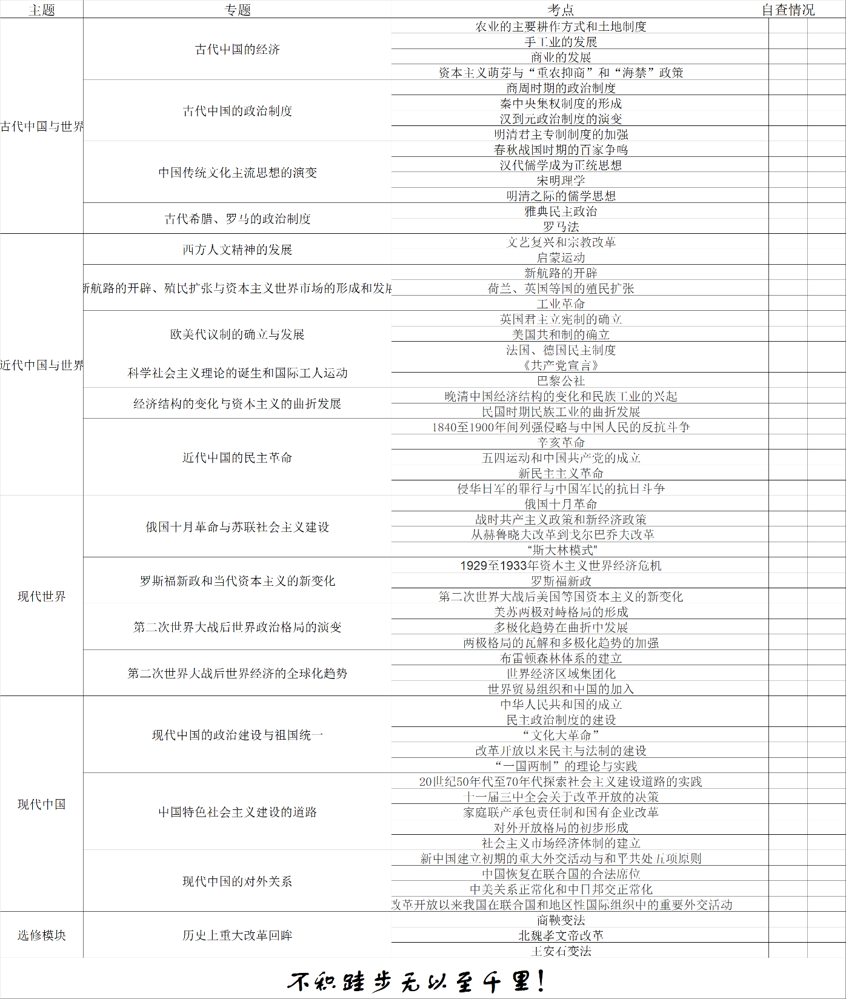 主题 专题 考点 自查情况
农业的主要耕作方式和土地制度
手工业的发展
古代中国的经济
商业的发展
资本主义萌芽与“重农抑商”和“海禁”政策
商周时期的政治制度
秦中央集权制度的形成
古代中国的政治制度
汉到元政治制度的演变
古代中国与世界
明清君主专制制度的加强
春秋战国时期的百家争鸣
汉代儒学成为正统思想
中国传统文化主流思想的演变
宋明理学
明清之际的儒学思想
雅典民主政治
古代希腊、罗马的政治制度
罗马法
文艺复兴和宗教改革
西方人文精神的发展
启蒙运动
新航路的开辟
新航路的开辟、殖民扩张与资本主义世界市场的形成和发展
荷兰、英国等国的殖民扩张
工业革命
英国君主立宪制的确立
欧美代议制的确立与发展
美国共和制的确立
法国、德国民主制度
近代中国与世界
《共产党宣言》
科学社会主义理论的诞生和国际工人运动
巴黎公社
晚清中国经济结构的变化和民族工业的兴起
经济结构的变化与资本主义的曲折发展
民国时期民族工业的曲折发展
1840至1900年间列强侵略与中国人民的反抗斗争
辛亥革命
近代中国的民主革命
五四运动和中国共产党的成立
新民主主义革命
侵华日军的罪行与中国军民的抗日斗争
俄国十月革命
战时共产主义政策和新经济政策
俄国十月革命与苏联社会主义建设
从赫鲁晓夫改革到戈尔巴乔夫改革
“斯大林模式”
1929至1933年资本主义世界经济危机
罗斯福新政和当代资本主义的新变化
罗斯福新政
第二次世界大战后美国等国资本主义的新变化
现代世界
美苏两极对峙格局的形成
第二次世界大战后世界政治格局的演变
多极化趋势在曲折中发展
两极格局的瓦解和多极化趋势的加强
布雷顿森林体系的建立
第二次世界大战后世界经济的全球化趋势
世界经济区域集团化
世界贸易组织和中国的加入
中华人民共和国的成立
民主政治制度的建设
现代中国的政治建设与祖国统一
“文化大革命”
改革开放以来民主与法制的建设
“一国两制”的理论与实践
20世纪50年代至70年代探索社会主义建设道路的实践
十一届三中全会关于改革开放的决策
现代中国
中国特色社会主义建设的道路
家庭联产承包责任制和国有企业改革
对外开放格局的初步形成
社会主义市场经济体制的建立
新中国建立初期的重大外交活动与和平共处五项原则
中国恢复在联合国的合法席位
现代中国的对外关系
中美关系正常化和中日邦交正常化
改革开放以来我国在联合国和地区性国际组织中的重要外交活动
商鞅变法
选修模块 历史上重大改革回眸
北魏孝文帝改革
王安石变法
不积跬步无以至千里！